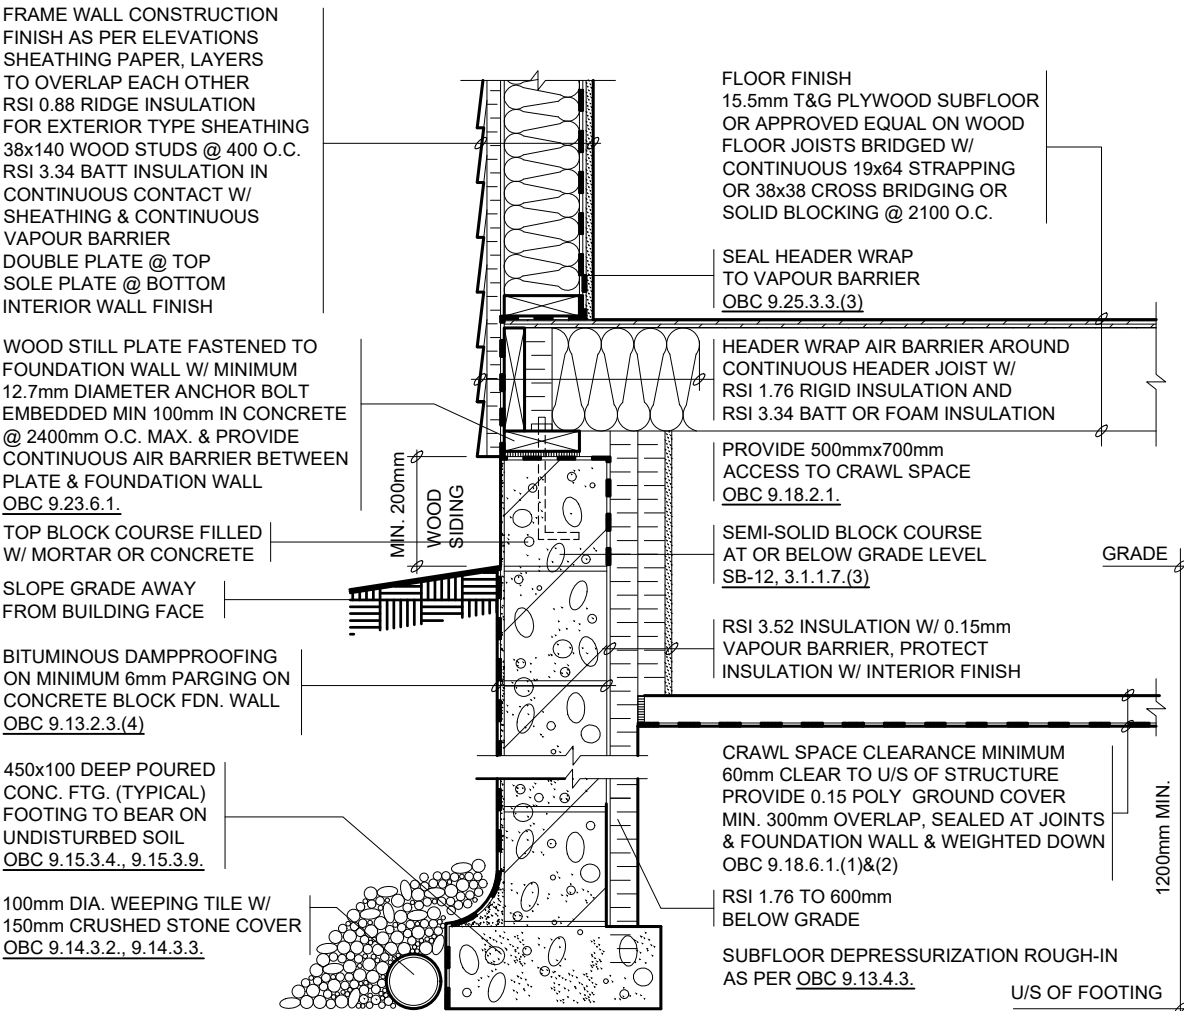 FRAME WALL CONSTRUCTION
FINISH AS PER ELEVATIONS
SHEATHING PAPER, LAYERS
TO OVERLAP EACH OTHER
RSI 0.88 RIDGE INSULATION
FOR EXTERIOR TYPE SHEATHING
38x140 WOOD STUDS @ 400 O.C.
RSI 3.34 BATT INSULATION IN
CONTINUOUS CONTACT W/
SHEATHING & CONTINUOUS
VAPOUR BARRIER
DOUBLE PLATE @ TOP
SOLE PLATE @ BOTTOM
INTERIOR WALL FINISH
WOOD STILL PLATE FASTENED TO
FOUNDATION WALL W/ MINIMUM
12.7mm DIAMETER ANCHOR BOLT
EMBEDDED MIN 100mm IN CONCRETE
@ 2400mm O.C. MAX. & PROVIDE
CONTINUOUS AIR BARRIER BETWEEN
PLATE & FOUNDATION WALL
OBC 9.23.6.1.
TOP BLOCK COURSE FILLED
W/ MORTAR OR CONCRETE
SLOPE GRADE AWAY
FROM BUILDING FACE
BITUMINOUS DAMPPROOFING
ON MINIMUM 6mm PARGING ON
CONCRETE BLOCK FDN. WALL
OBC 9.13.2.3.(4)
450x100 DEEP POURED
CONC. FTG. (TYPICAL)
FOOTING TO BEAR ON
UNDISTURBED SOIL
OBC 9.15.3.4., 9.15.3.9.
100mm DIA. WEEPING TILE W/
150mm CRUSHED STONE COVER
OBC 9.14.3.2., 9.14.3.3.
MIN. 200mm
WOOD
SIDING
FLOOR FINISH
15.5mm T&G PLYWOOD SUBFLOOR
OR APPROVED EQUAL ON WOOD
FLOOR JOISTS BRIDGED W/
CONTINUOUS 19x64 STRAPPING
OR 38x38 CROSS BRIDGING OR
SOLID BLOCKING @ 2100 O.C.
SEAL HEADER WRAP
TO VAPOUR BARRIER
OBC 9.25.3.3.(3)
HEADER WRAP AIR BARRIER AROUND
CONTINUOUS HEADER JOIST W/
RSI 1.76 RIGID INSULATION AND
RSI 3.34 BATT OR FOAM INSULATION
PROVIDE 500mmx700mm
ACCESS TO CRAWL SPACE
OBC 9.18.2.1.
SEMI-SOLID BLOCK COURSE
AT OR BELOW GRADE LEVEL
SB-12, 3.1.1.7.(3)
RSI 3.52 INSULATION W/ 0.15mm
VAPOUR BARRIER, PROTECT
INSULATION W/ INTERIOR FINISH
CRAWL SPACE CLEARANCE MINIMUM
60mm CLEAR TO U/S OF STRUCTURE
PROVIDE 0.15 POLY GROUND COVER
MIN. 300mm OVERLAP, SEALED AT JOINTS
& FOUNDATION WALL & WEIGHTED DOWN
OBC 9.18.6.1.(1)&(2)
RSI 1.76 TO 600mm
BELOW GRADE
SUBFLOOR DEPRESSURIZATION ROUGH-IN
AS PER OBC 9.13.4.3.
GRADE
1200mm MIN.
U/S OF FOOTING